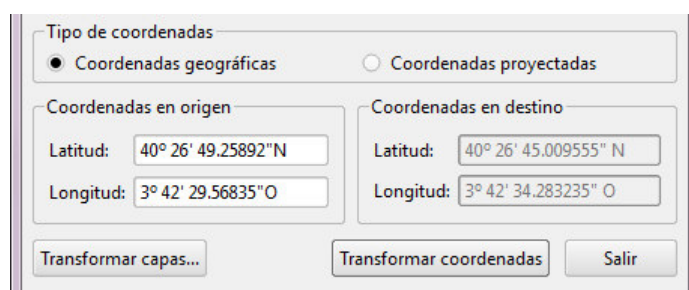 Tipo de coordenadas
Coordenadas geográficas
Coordenadas proyectadas
Coordenadas en origen
Latitud: 40º 26' 49.25892"N
Longitud: 3º 42' 29.56835"O
Coordenadas en destino
Latitud: 40º 26' 45.009555" N
Longitud: 3º 42' 34.283235" O
Transformar capas...
Transformar coordenadas
Salir